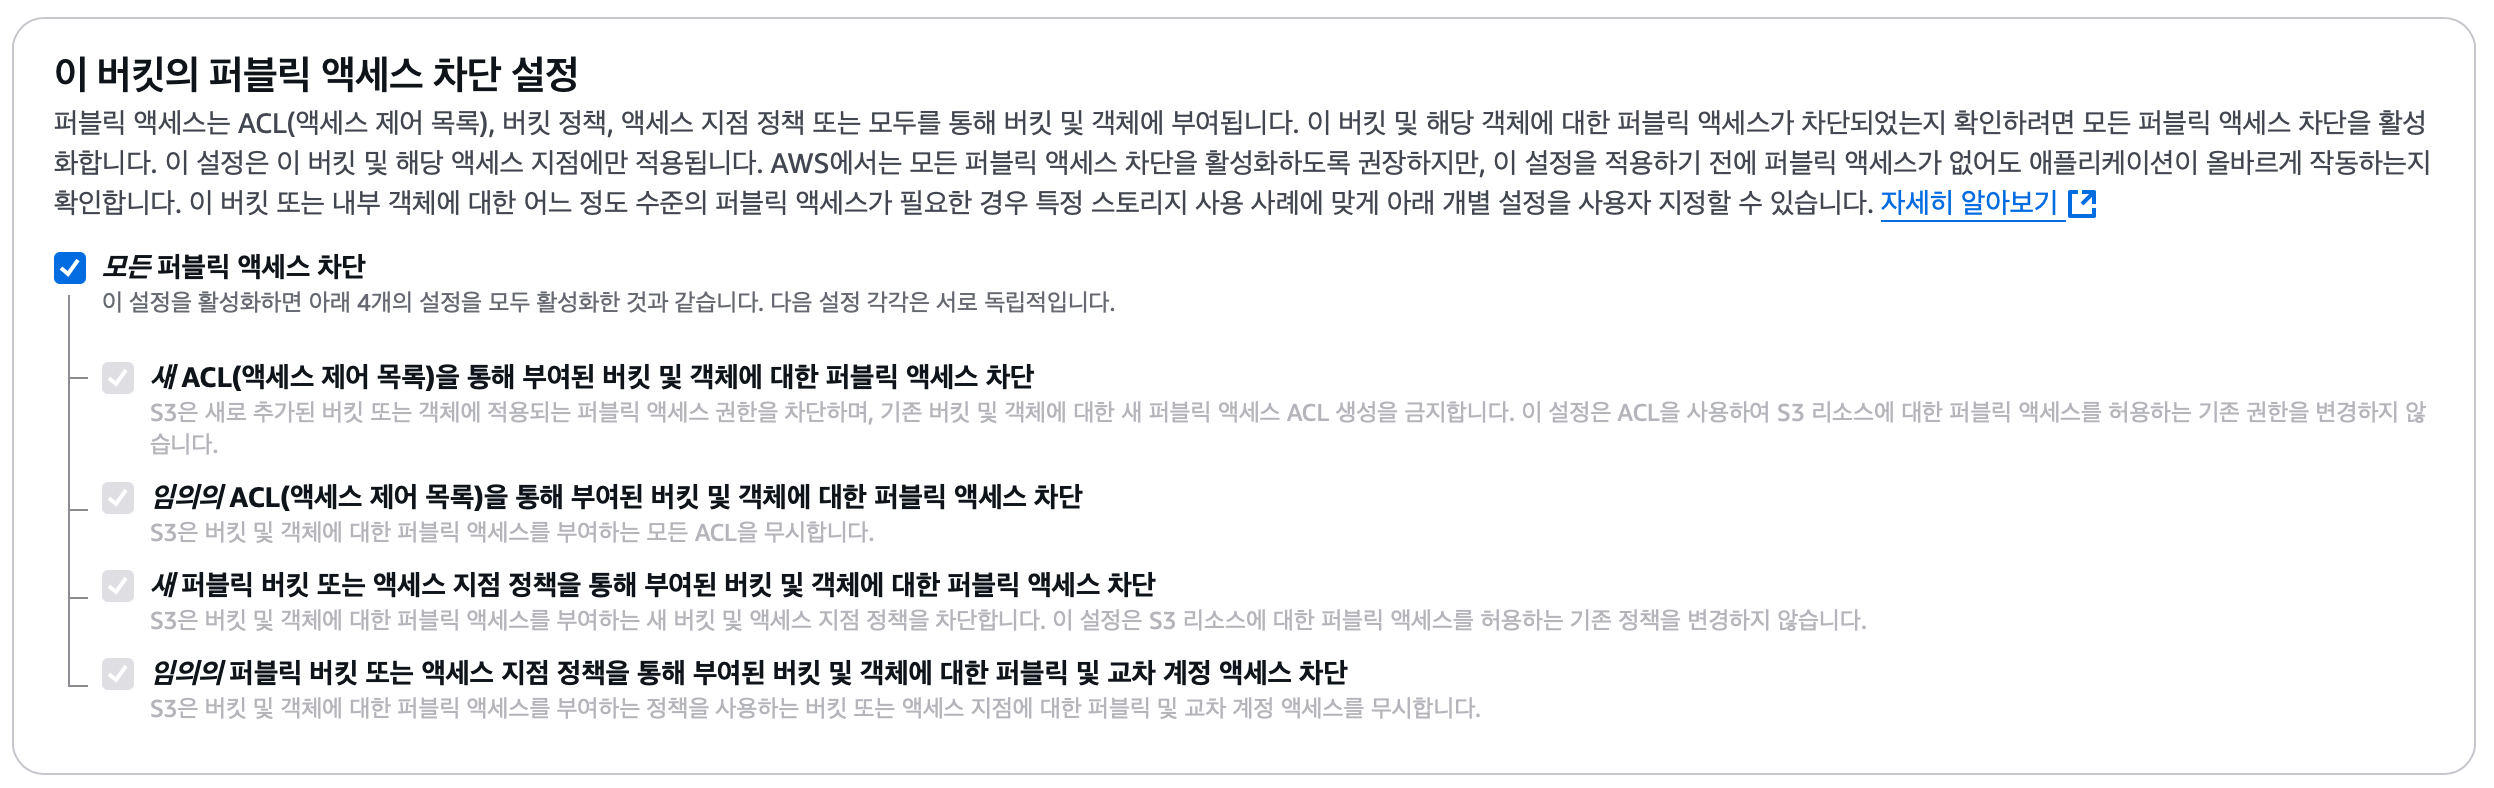 이 버킷의 퍼블릭 액세스 차단 설정
퍼블릭 액세스는 ACL(액세스 제어 목록), 버킷 정책, 액세스 지점 정책 또는 모두를 통해 버킷 및 객체에 부여됩니다. 이 버킷 및 해당 객체에 대한 퍼블릭 액세스가 차단되었는지 확인하려면 모든 퍼블릭 액세스 차단을 활성
화합니다. 이 설정은 이 버킷 및 해당 액세스 지점에만 적용됩니다. AWS에서는 모든 퍼블릭 액세스 차단을 활성화하도록 권장하지만, 이 설정을 적용하기 전에 퍼블릭 액세스가 없어도 애플리케이션이 올바르게 작동하는지
확인합니다. 이 버킷 또는 내부 객체에 대한 어느 정도 수준의 퍼블릭 액세스가 필요한 경우 특정 스토리지 사용 사례에 맞게 아래 개별 설정을 사용자 지정할 수 있습니다. 자세히 알아보기
모든 퍼블릭 액세스 차단
이 설정을 활성화하면 아래 4개의 설정을 모두 활성화한 것과 같습니다. 다음 설정 각각은 서로 독립적입니다.
새 ACL(액세스 제어 목록)을 통해 부여된 버킷 및 객체에 대한 퍼블릭 액세스 차단
S3은 새로 추가된 버킷 또는 객체에 적용되는 퍼블릭 액세스 권한을 차단하며, 기존 버킷 및 객체에 대한 새 퍼블릭 액세스 ACL 생성을 금지합니다. 이 설정은 ACL을 사용하여 S3 리소스에 대한 퍼블릭 액세스를 허용하는 기존 권한을 변경하지 않
습니다.
임의의 ACL(액세스 제어 목록)을 통해 부여된 버킷 및 객체에 대한 퍼블릭 액세스 차단
S3은 버킷 및 객체에 대한 퍼블릭 액세스를 부여하는 모든 ACL을 무시합니다.
새 퍼블릭 버킷 또는 액세스 지점 정책을 통해 부여된 버킷 및 객체에 대한 퍼블릭 액세스 차단
S3은 버킷 및 객체에 대한 퍼블릭 액세스를 부여하는 새 버킷 및 액세스 지점 정책을 차단합니다. 이 설정은 S3 리소스에 대한 퍼블릭 액세스를 허용하는 기존 정책을 변경하지 않습니다.
임의의 퍼블릭 버킷 또는 액세스 지점 정책을 통해 부여된 버킷 및 객체에 대한 퍼블릭 및 교차 계정 액세스 차단
S3은 버킷 및 객체에 대한 퍼블릭 액세스를 부여하는 정책을 사용하는 버킷 또는 액세스 지점에 대한 퍼블릭 및 교차 계정 액세스를 무시합니다.